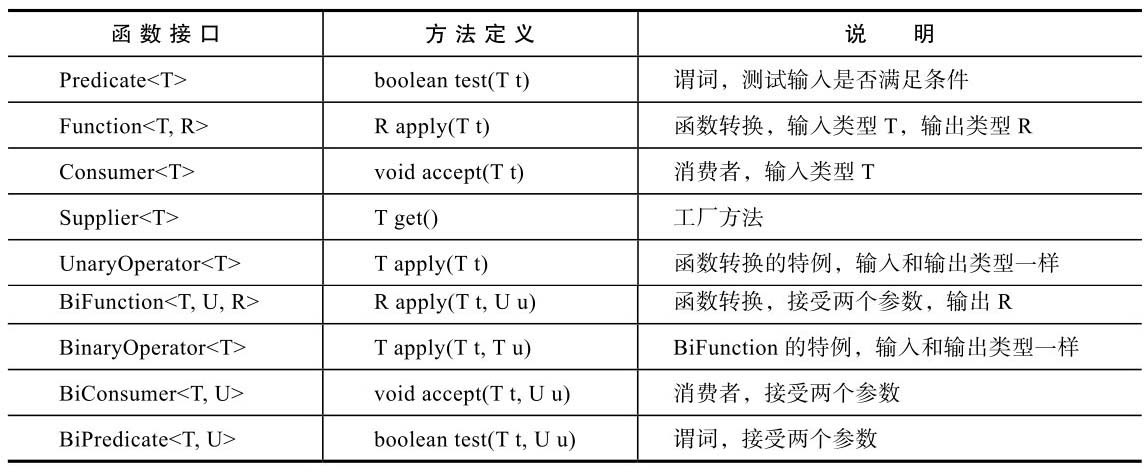 函数接口 方法定义 说 明
Predicate<T> boolean test(T t) 谓词，测试输入是否满足条件
Function<T, R> R apply(T t) 函数转换，输入类型 T，输出类型 R
Consumer<T> void accept(T t) 消费者，输入类型 T
Supplier<T> T get() 工厂方法
UnaryOperator<T> T apply(T t) 函数转换的特例，输入和输出类型一样
BiFunction<T, U, R> R apply(T t, U u) 函数转换，接受两个参数，输出 R
BinaryOperator<T> T apply(T t, T u) BiFunction 的特例，输入和输出类型一样
BiConsumer<T, U> void accept(T t, U u) 消费者，接受两个参数
BiPredicate<T, U> boolean test(T t, U u) 谓词，接受两个参数